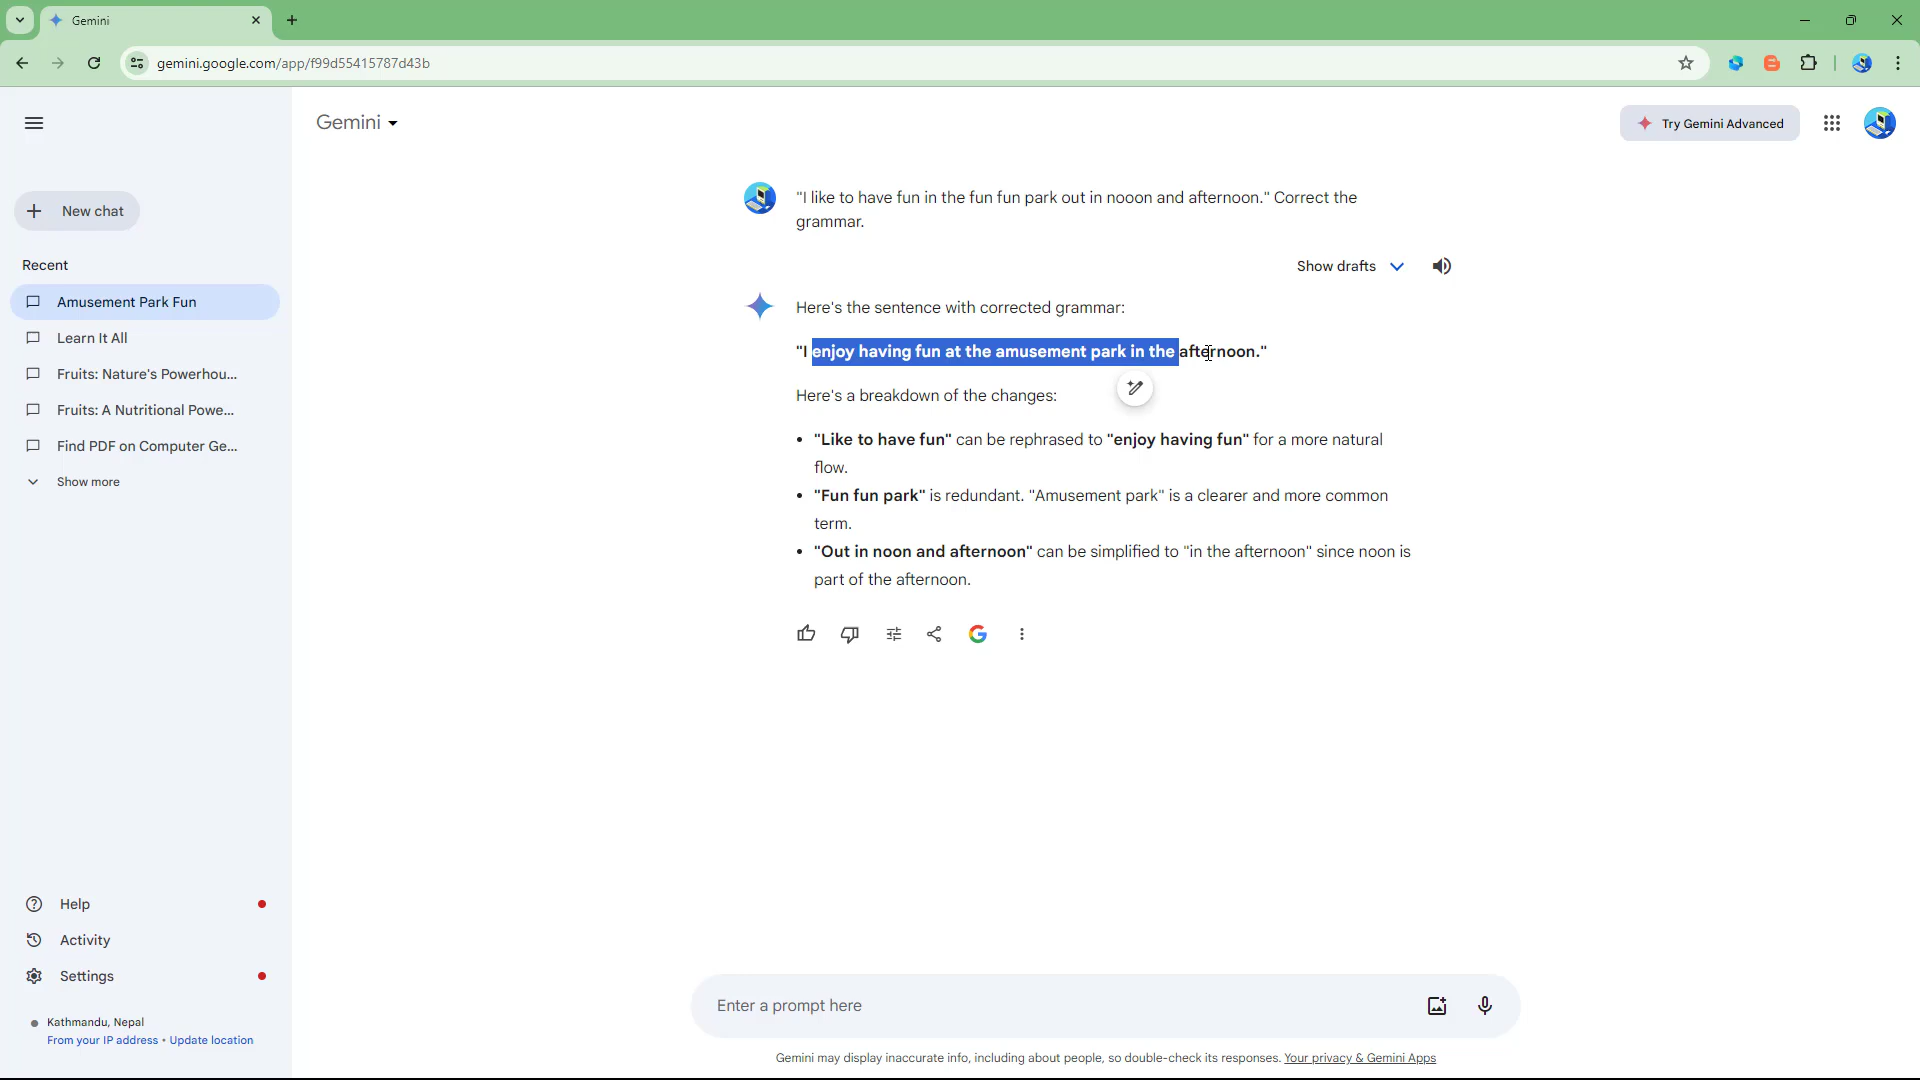 Gemini
gemini.google.com/app/f99d55415787d43b
Gemini
Try Gemini Advanced
New chat
Recent
Amusement Park Fun
Learn It All
Fruits: Nature's Powerhou...
Fruits: A Nutritional Powe...
Find PDF on Computer Ge...
Show more
"I like to have fun in the fun fun park out in nooon and afternoon." Correct the
grammar.
Show drafts
Here's the sentence with corrected grammar:
"I enjoy having fun at the amusement park in the afternoon."
Here's a breakdown of the changes:
• "Like to have fun" can be rephrased to "enjoy having fun" for a more natural
flow.
• "Fun fun park" is redundant. "Amusement park" is a clearer and more common
term.
• "Out in noon and afternoon" can be simplified to "in the afternoon" since noon is
part of the afternoon.
Help
Activity
Settings
Kathmandu, Nepal
From your IP address • Update location
Enter a prompt here
Gemini may display inaccurate info, including about people, so double-check its responses. Your privacy & Gemini Apps